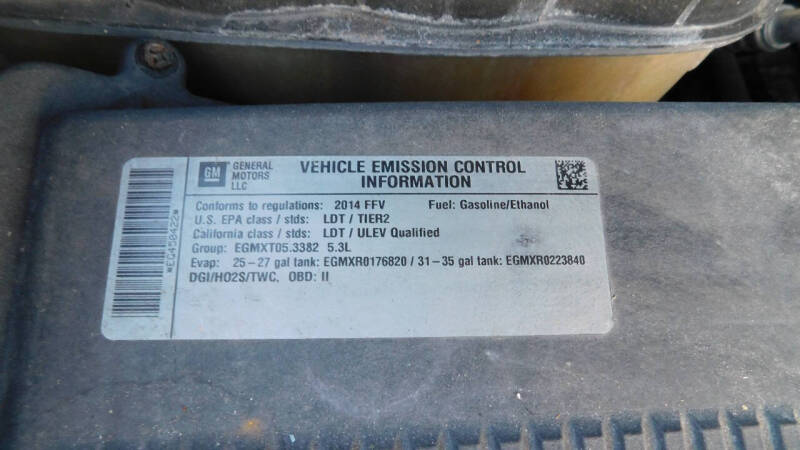 GM
GENERAL MOTORS LLC
VEHICLE EMISSION CONTROL
INFORMATION
Conforms to regulations: 2014 FFV Fuel: Gasoline/Ethanol
U.S. EPA class / stds: LDT / TIER2
California class / stds: LDT / ULEV Qualified
Group: EGMXT05.3382 5.3L
Evap: 25-27 gal tank: EGMXR0176820 / 31-35 gal tank: EGMXR0223840
DGI/HO2S/TWC, OBD: II
*EQ458422*